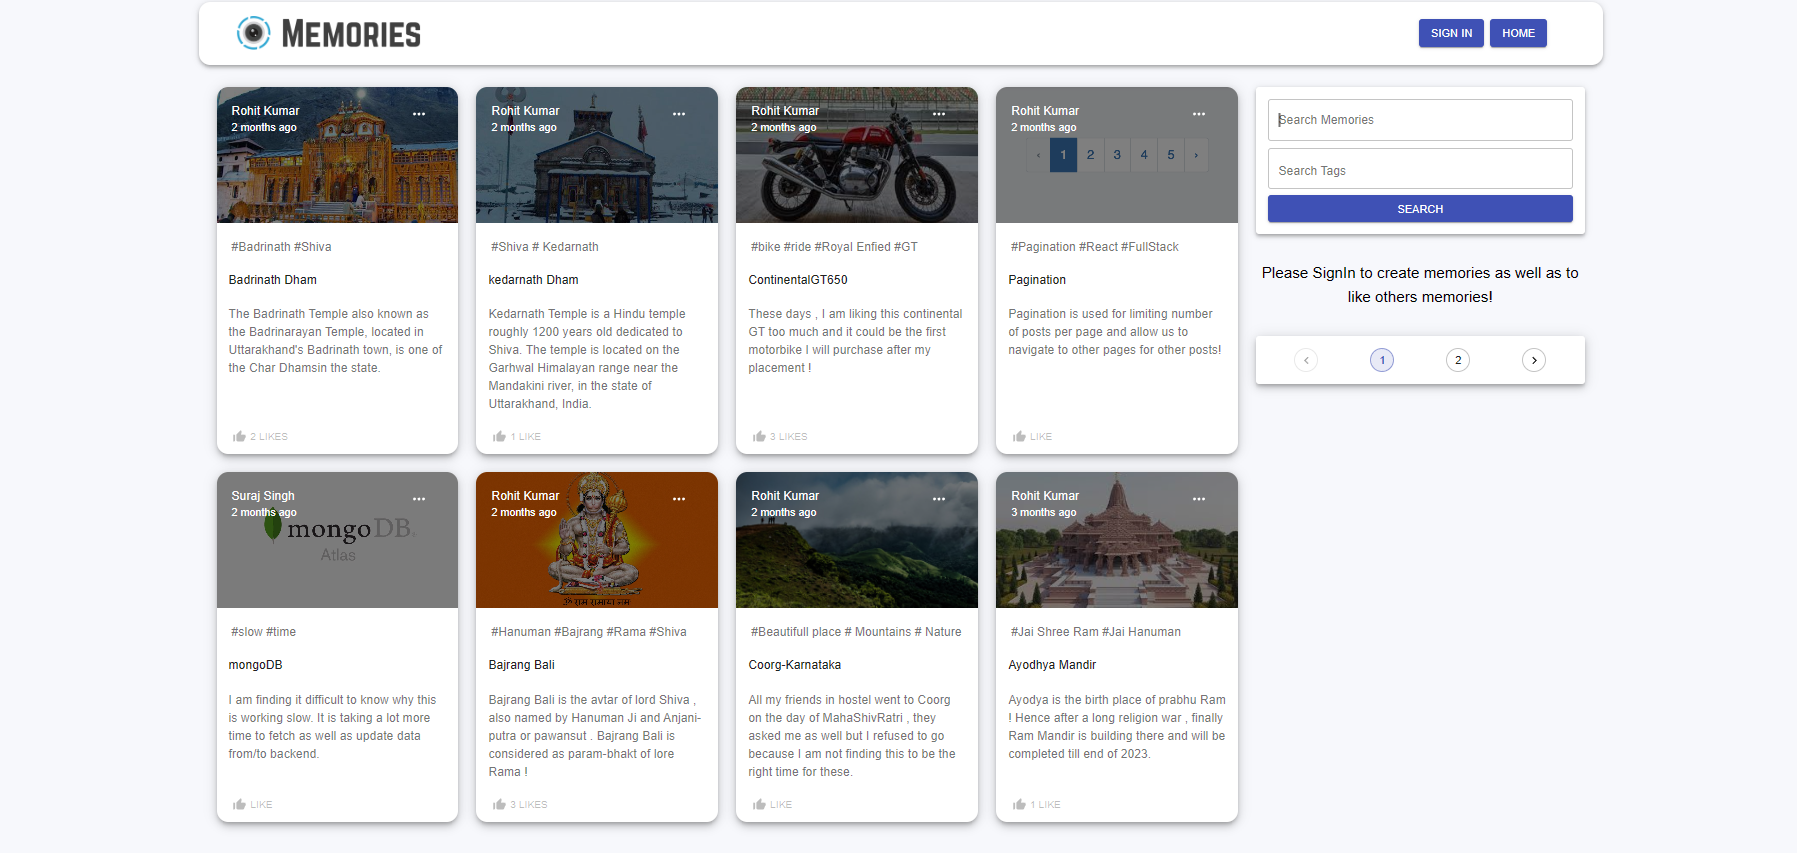 MEMORIES
SIGN IN
HOME
Rohit Kumar
2 months ago
#Badrinath #Shiva
Badrinath Dham
The Badrinath Temple also known as
the Badrinarayan Temple, located in
Uttarakhand's Badrinath town, is one of
the Char Dhamsin the state.
2 LIKES
Rohit Kumar
2 months ago
#Shiva # Kedarnath
kedarnath Dham
Kedarnath Temple is a Hindu temple
roughly 1200 years old dedicated to
Shiva. The temple is located on the
Garhwal Himalayan range near the
Mandakini river, in the state of
Uttarakhand, India.
1 LIKE
Rohit Kumar
2 months ago
#bike #ride #Royal Enfied #GT
ContinentalGT650
These days , I am liking this continental
GT too much and it could be the first
motorbike I will purchase after my
placement !
3 LIKES
Rohit Kumar
2 months ago
‹ 1 2 3 4 5 ›
#Pagination #React #FullStack
Pagination
Pagination is used for limiting number
of posts per page and allow us to
navigate to other pages for other posts!
LIKE
Search Memories
Search Tags
SEARCH
Please SignIn to create memories as well as to
like others memories!
‹ 1 2 ›
Suraj Singh
2 months ago
mongoDB
Atlas
#slow #time
mongoDB
I am finding it difficult to know why this
is working slow. It is taking a lot more
time to fetch as well as update data
from/to backend.
LIKE
Rohit Kumar
2 months ago
ॐ राम रामाय नमः
#Hanuman #Bajrang #Rama #Shiva
Bajrang Bali
Bajrang Bali is the avtar of lord Shiva ,
also named by Hanuman Ji and Anjani-
putra or pawansut . Bajrang Bali is
considered as param-bhakt of lore
Rama !
3 LIKES
Rohit Kumar
2 months ago
#Beautifull place # Mountains # Nature
Coorg-Karnataka
All my friends in hostel went to Coorg
on the day of MahaShivRatri , they
asked me as well but I refused to go
because I am not finding this to be the
right time for these.
LIKE
Rohit Kumar
3 months ago
#Jai Shree Ram #Jai Hanuman
Ayodhya Mandir
Ayodya is the birth place of prabhu Ram
! Hence after a long religion war , finally
Ram Mandir is building there and will be
completed till end of 2023.
1 LIKE